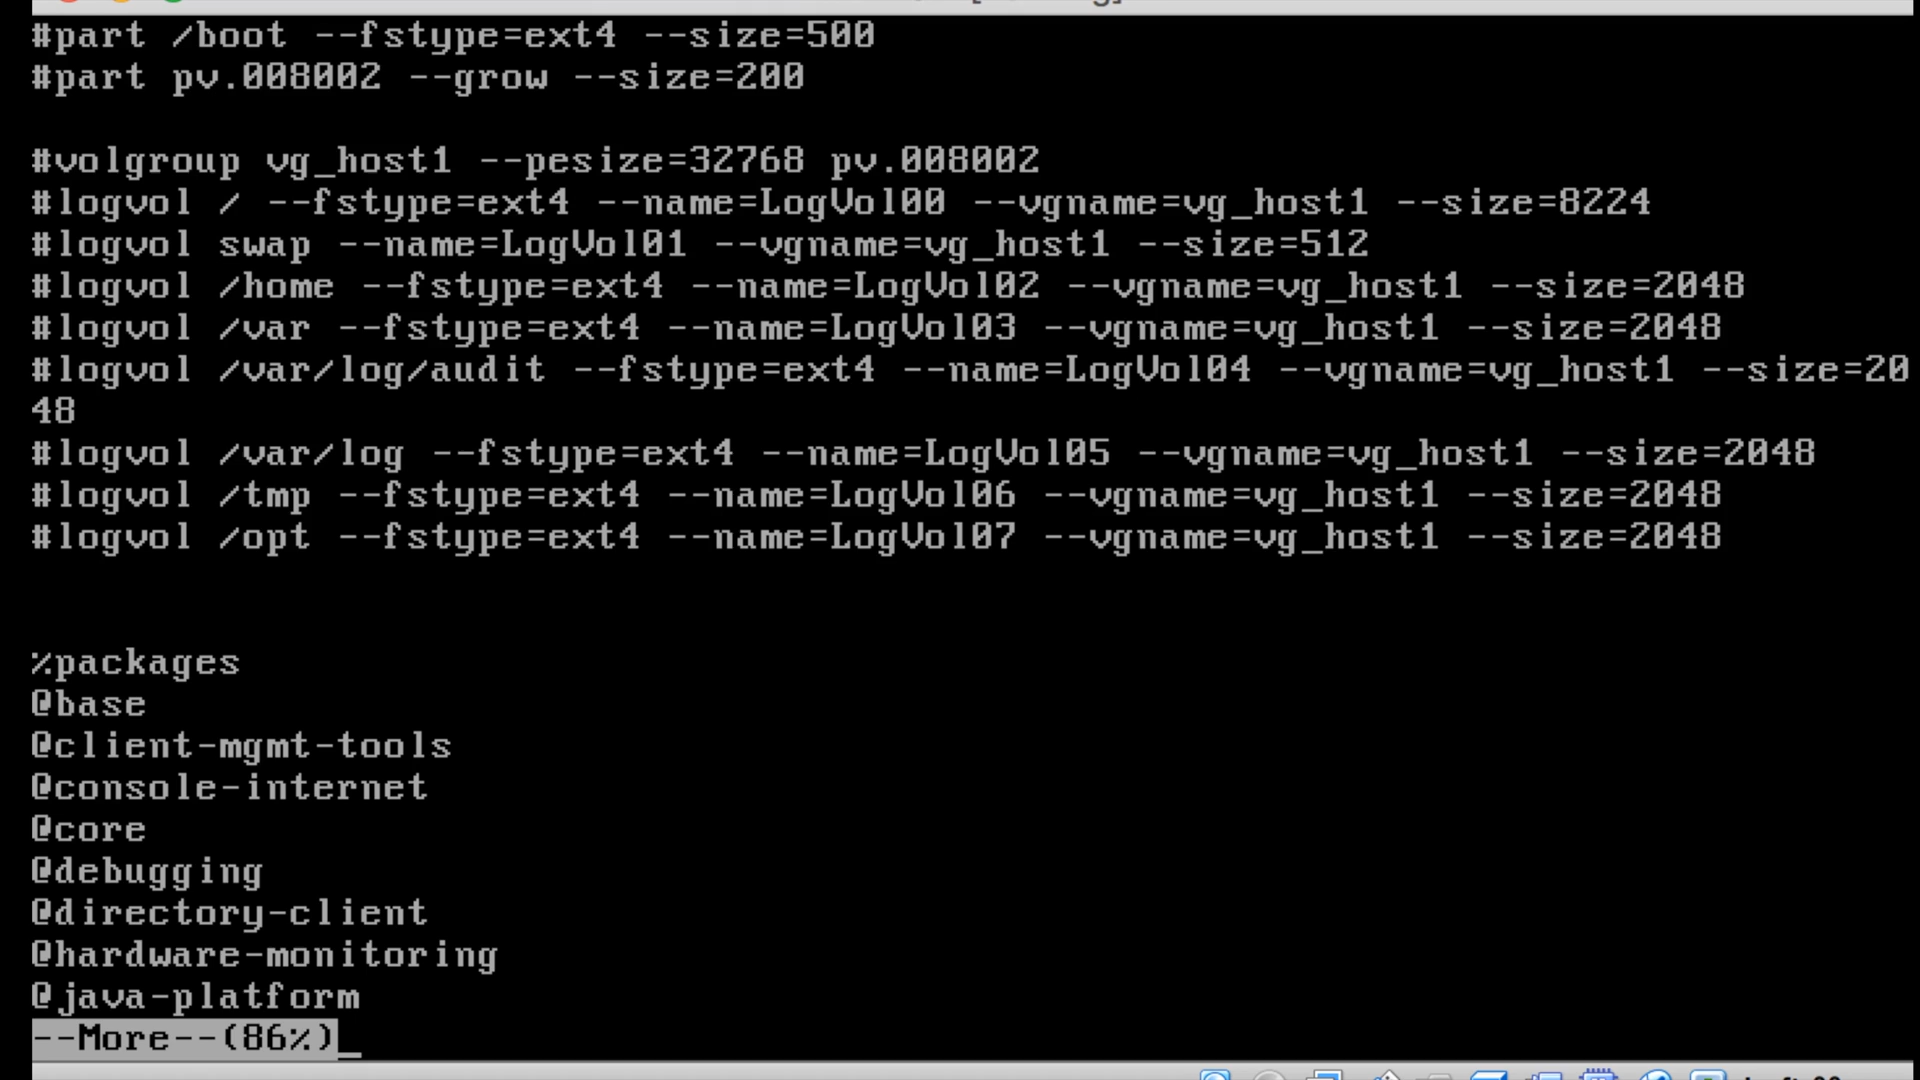 #part /boot --fstype=ext4 --size=500
#part pv.008002 --grow --size=200
#volgroup vg_host1 --pesize=32768 pv.008002
#logvol / --fstype=ext4 --name=LogVol00 --vgname=vg_host1 --size=8224
#logvol swap --name=LogVol01 --vgname=vg_host1 --size=512
#logvol /home --fstype=ext4 --name=LogVol02 --vgname=vg_host1 --size=2048
#logvol /var --fstype=ext4 --name=LogVol03 --vgname=vg_host1 --size=2048
#logvol /var/log/audit --fstype=ext4 --name=LogVol04 --vgname=vg_host1 --size=20
48
#logvol /var/log --fstype=ext4 --name=LogVol05 --vgname=vg_host1 --size=2048
#logvol /tmp --fstype=ext4 --name=LogVol06 --vgname=vg_host1 --size=2048
#logvol /opt --fstype=ext4 --name=LogVol07 --vgname=vg_host1 --size=2048
%packages
@base
@client-mgmt-tools
@console-internet
@core
@debugging
@directory-client
@hardware-monitoring
@java-platform
--More--(86%)_